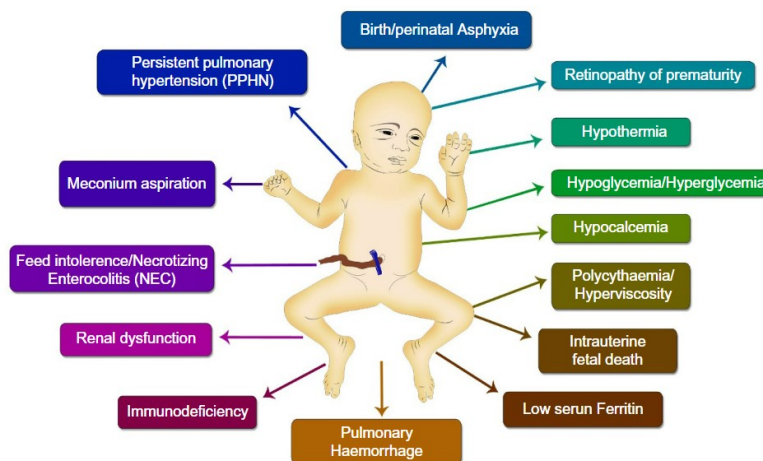 Birth/perinatal Asphyxia
Persistent pulmonary
hypertension (PPHN)
Retinopathy of prematurity
Hypothermia
Meconium aspiration
Hypoglycemia/Hyperglycemia
Hypocalcemia
Feed intolerence/Necrotizing
Enterocolitis (NEC)
Polycythaemia/
Hyperviscosity
Renal dysfunction
Intrauterine
fetal death
Immunodeficiency
Low serun Ferritin
Pulmonary
Haemorrhage